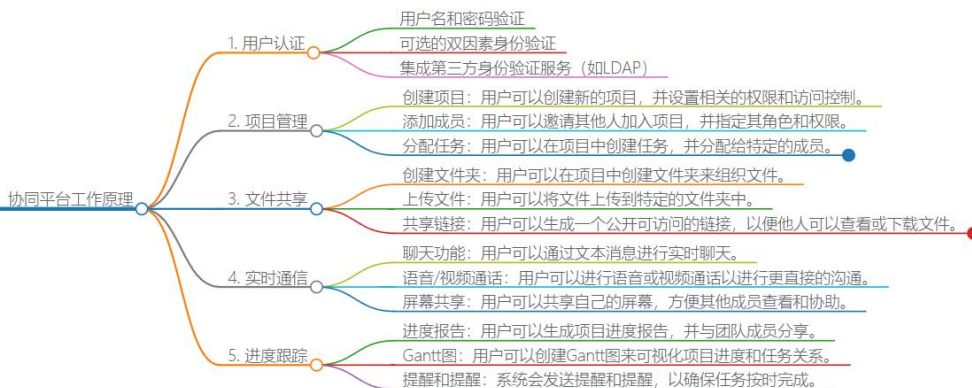 协同平台工作原理
1. 用户认证
用户名和密码验证
可选的双因素身份验证
集成第三方身份验证服务（如LDAP）
2. 项目管理
创建项目：用户可以创建新的项目，并设置相关的权限和访问控制。
添加成员：用户可以邀请其他人加入项目，并指定其角色和权限。
分配任务：用户可以在项目中创建任务，并分配给特定的成员。
3. 文件共享
创建文件夹：用户可以在项目中创建文件夹来组织文件。
上传文件：用户可以将文件上传到特定的文件夹中。
共享链接：用户可以生成一个公开可访问的链接，以便他人可以查看或下载文件。
4. 实时通信
聊天功能：用户可以通过文本消息进行实时聊天。
语音/视频通话：用户可以进行语音或视频通话以进行更直接的沟通。
屏幕共享：用户可以共享自己的屏幕，方便其他成员查看和协助。
5. 进度跟踪
进度报告：用户可以生成项目进度报告，并与团队成员分享。
Gantt图：用户可以创建Gantt图来可视化项目进度和任务关系。
提醒和提醒：系统会发送提醒和提醒，以确保任务按时完成。